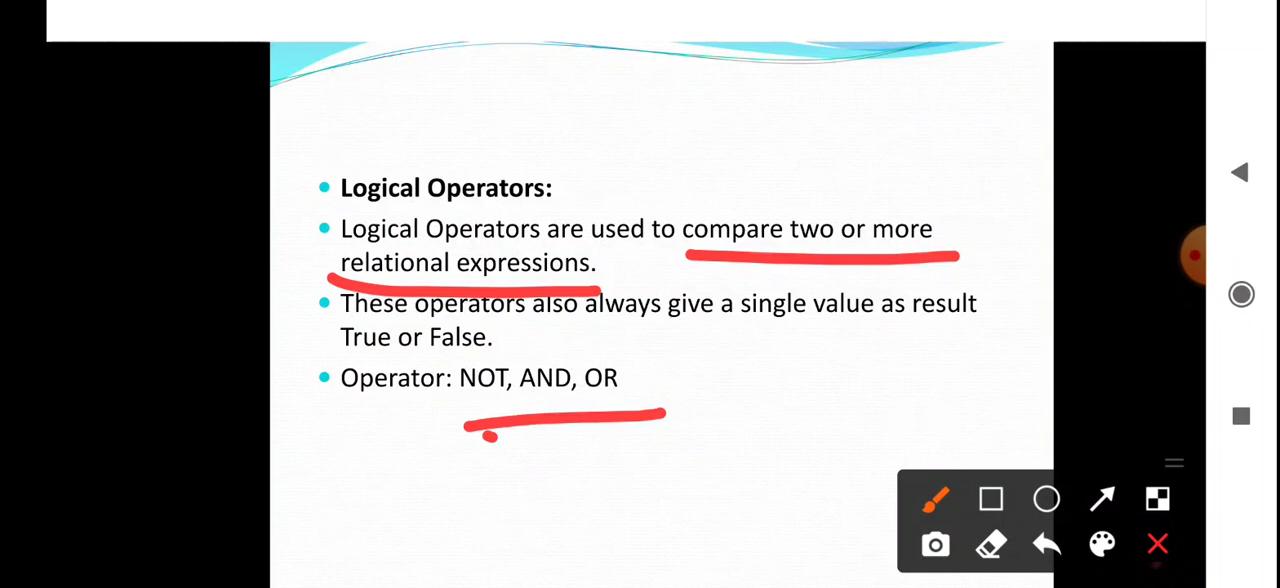 Logical Operators:
Logical Operators are used to compare two or more
relational expressions.
These operators also always give a single value as result
True or False.
Operator: NOT, AND, OR